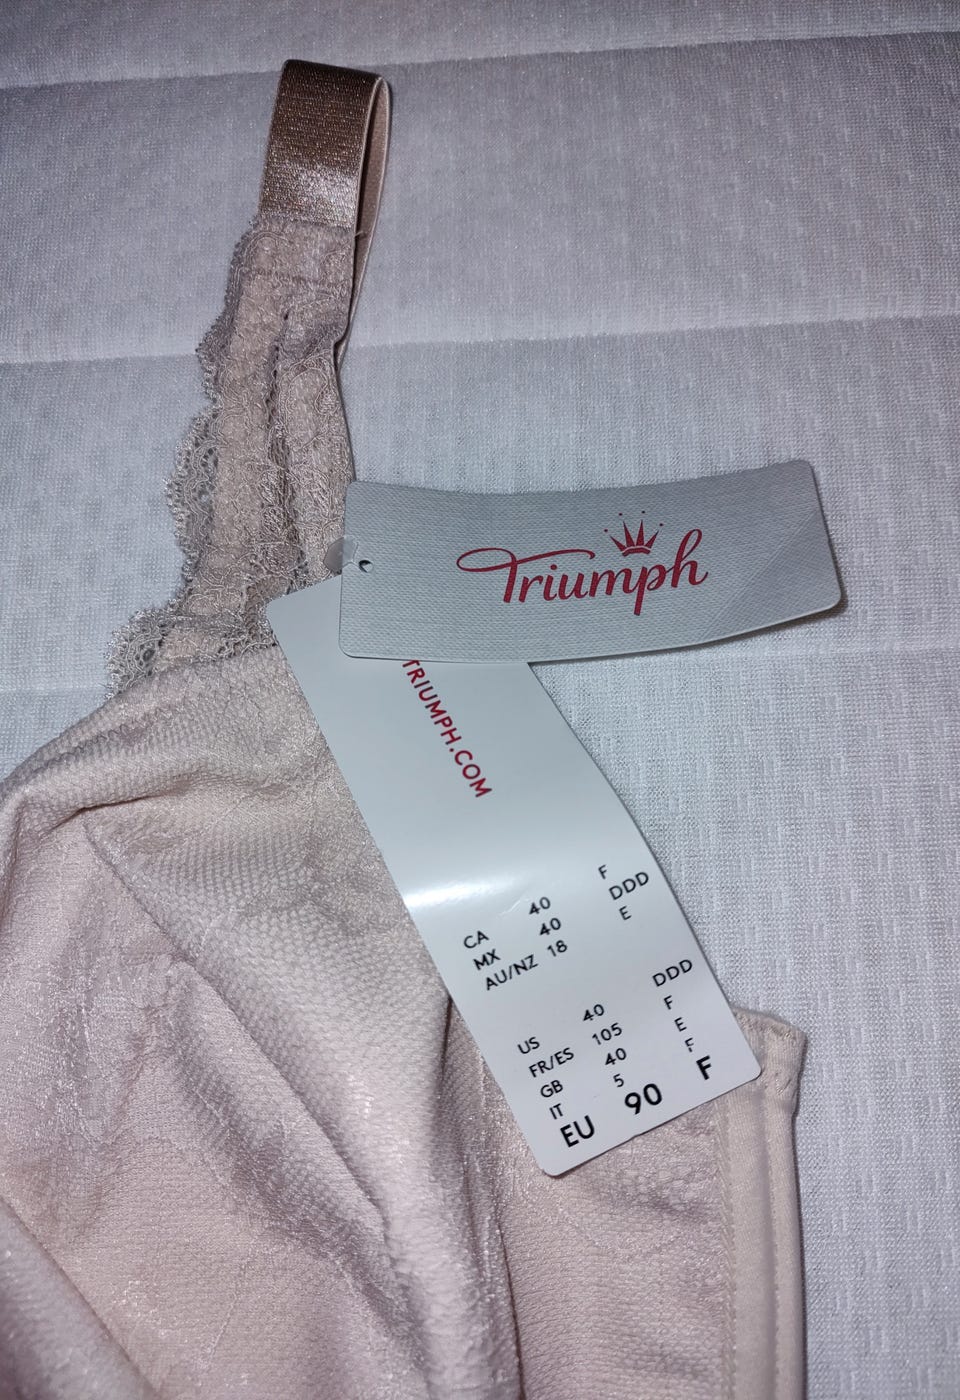 Triumph
TRIUMPH.COM
CA 40 F
MX 40 DDD
AU/NZ 18 E
US 40 DDD
FR/ES 105 F
GB 40 E
IT 5 F
EU 90 F